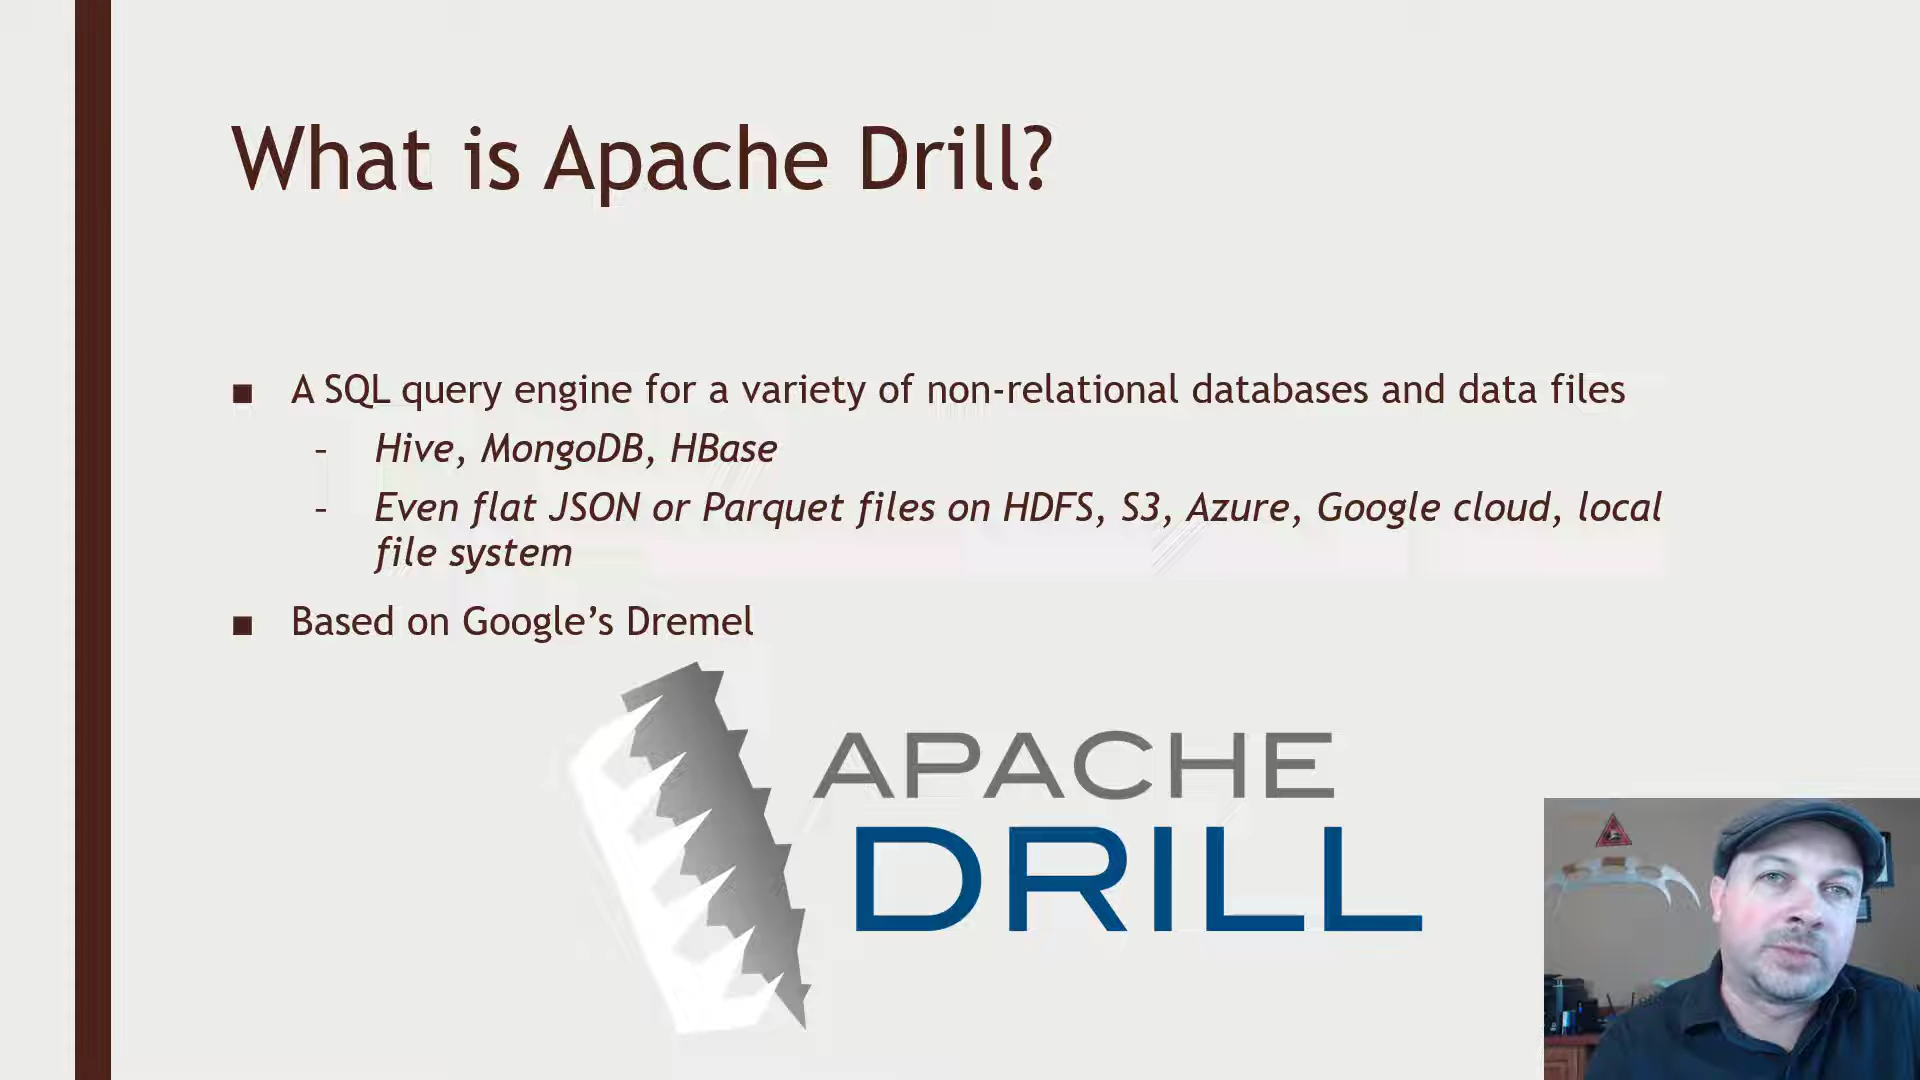 What is Apache Drill?
■ A SQL query engine for a variety of non-relational databases and data files
– Hive, MongoDB, HBase
– Even flat JSON or Parquet files on HDFS, S3, Azure, Google cloud, local
file system
■ Based on Google’s Dremel
APACHE
DRILL